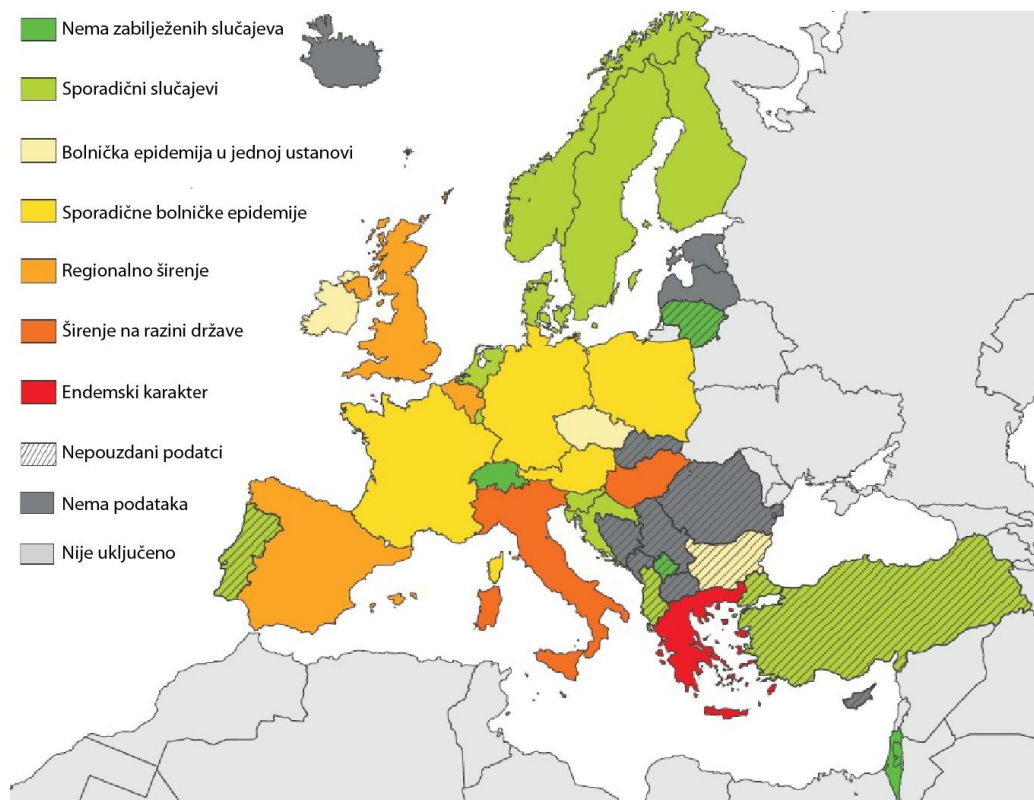 Nema zabilježenih slučajeva
Sporadični slučajevi
Bolnička epidemija u jednoj ustanovi
Sporadične bolničke epidemije
Regionalno širenje
Širenje na razini države
Endemski karakter
Nepouzdani podatci
Nema podataka
Nije uključeno